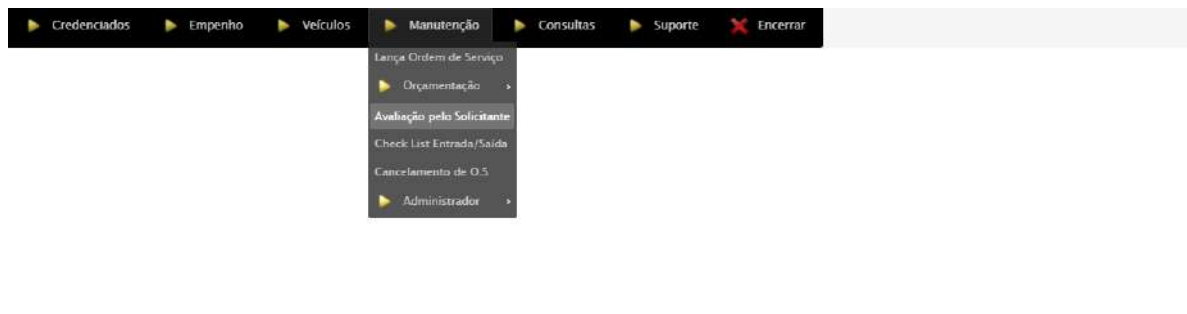 Credenciados Empenho Veículos Manutenção Consultas Suporte Encerrar
Lança Ordem de Serviço
Orçamentação
Avaliação pelo Solicitante
Check List Entrada/Saída
Cancelamento de O.S
Administrador